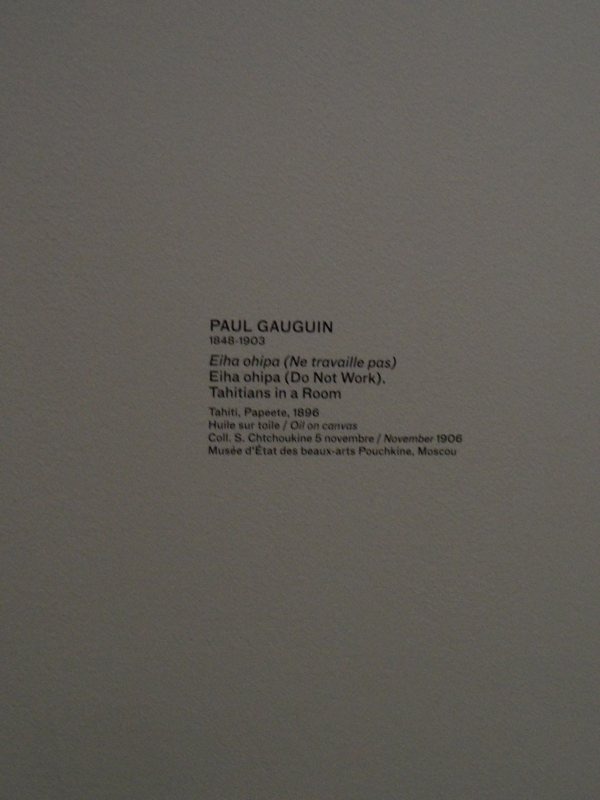 PAUL GAUGUIN
1848-1903
Eiha ohipa (Ne travaille pas)
Eiha ohipa (Do Not Work).
Tahitians in a Room
Tahiti, Papeete, 1896
Huile sur toile / Oil on canvas
Coll. S. Chtchoukine 5 novembre / November 1906
Musée d'État des beaux-arts Pouchkine, Moscou